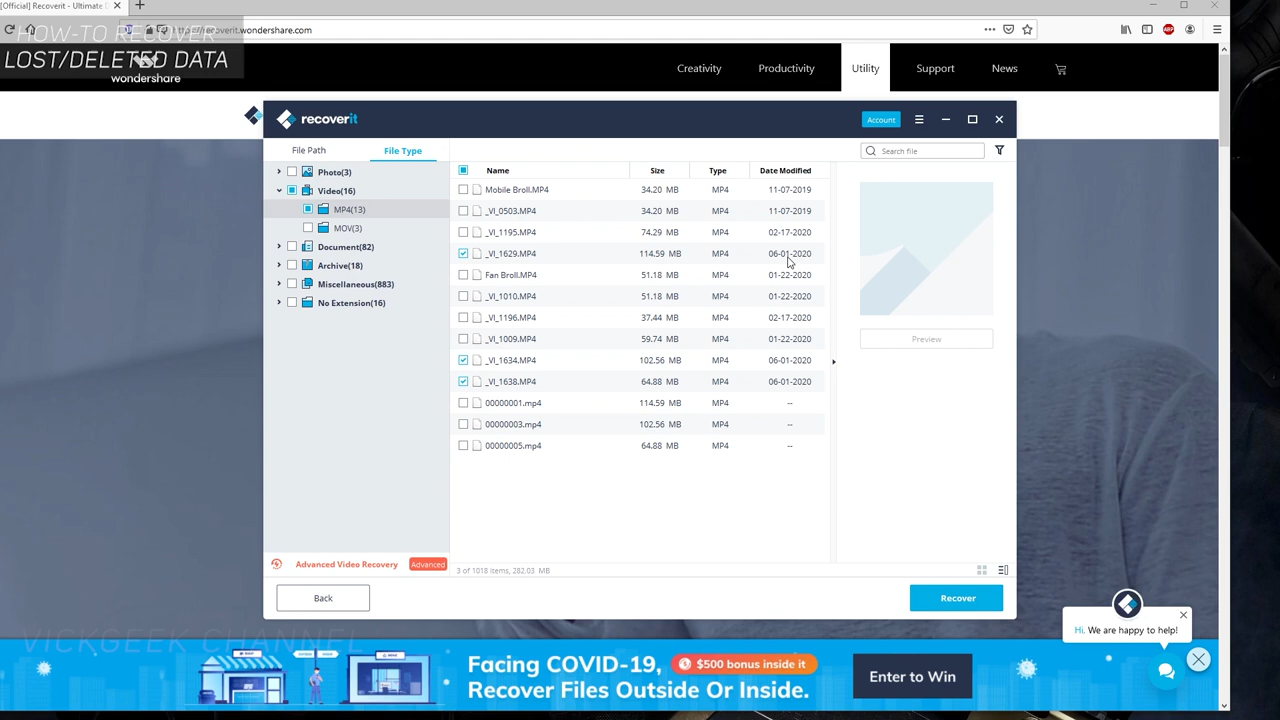 [Official] Recoverit - Ultimate D
https://recoverit.wondershare.com
HOW-TO RECOVER
LOST/DELETED DATA
wondershare
Creativity Productivity Utility Support News
recoverit
Account
File Path File Type
Search file
Photo(3)
Video(16)
MP4(13)
MOV(3)
Document(82)
Archive(18)
Miscellaneous(883)
No Extension(16)
Name Size Type Date Modified
Mobile Broll.MP4 34.20 MB MP4 11-07-2019
_VI_0503.MP4 34.20 MB MP4 11-07-2019
_VI_1195.MP4 74.29 MB MP4 02-17-2020
_VI_1629.MP4 114.59 MB MP4 06-01-2020
Fan Broll.MP4 51.18 MB MP4 01-22-2020
_VI_1010.MP4 51.18 MB MP4 01-22-2020
_VI_1196.MP4 37.44 MB MP4 02-17-2020
_VI_1009.MP4 59.74 MB MP4 01-22-2020
_VI_1634.MP4 102.56 MB MP4 06-01-2020
_VI_1638.MP4 64.88 MB MP4 06-01-2020
00000001.mp4 114.59 MB MP4 --
00000003.mp4 102.56 MB MP4 --
00000005.mp4 64.88 MB MP4 --
Preview
Advanced Video Recovery Advanced
3 of 1018 items, 282.03 MB
Back
Recover
Hi, We are happy to help!
VICKGEEK CHANNEL
Facing COVID-19, $500 bonus inside it
Recover Files Outside Or Inside.
Enter to Win
ABP